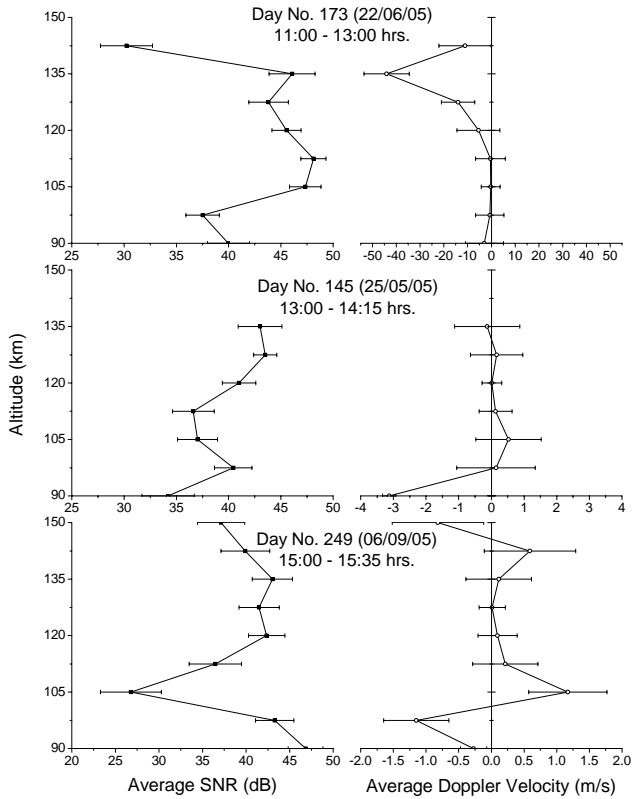 Day No. 173 (22/06/05)
11:00 - 13:00 hrs.
150
135
120
105
90
25 30 35 40 45 50
-50 -40 -30 -20 -10 0 10 20 30 40 50
Day No. 145 (25/05/05)
13:00 - 14:15 hrs.
Altitude (km)
150
135
120
105
90
25 30 35 40 45 50
-4 -3 -2 -1 0 1 2 3 4
Day No. 249 (06/09/05)
15:00 - 15:35 hrs.
150
135
120
105
90
20 25 30 35 40 45 50
-2.0 -1.5 -1.0 -0.5 0.0 0.5 1.0 1.5 2.0
Average SNR (dB)
Average Doppler Velocity (m/s)